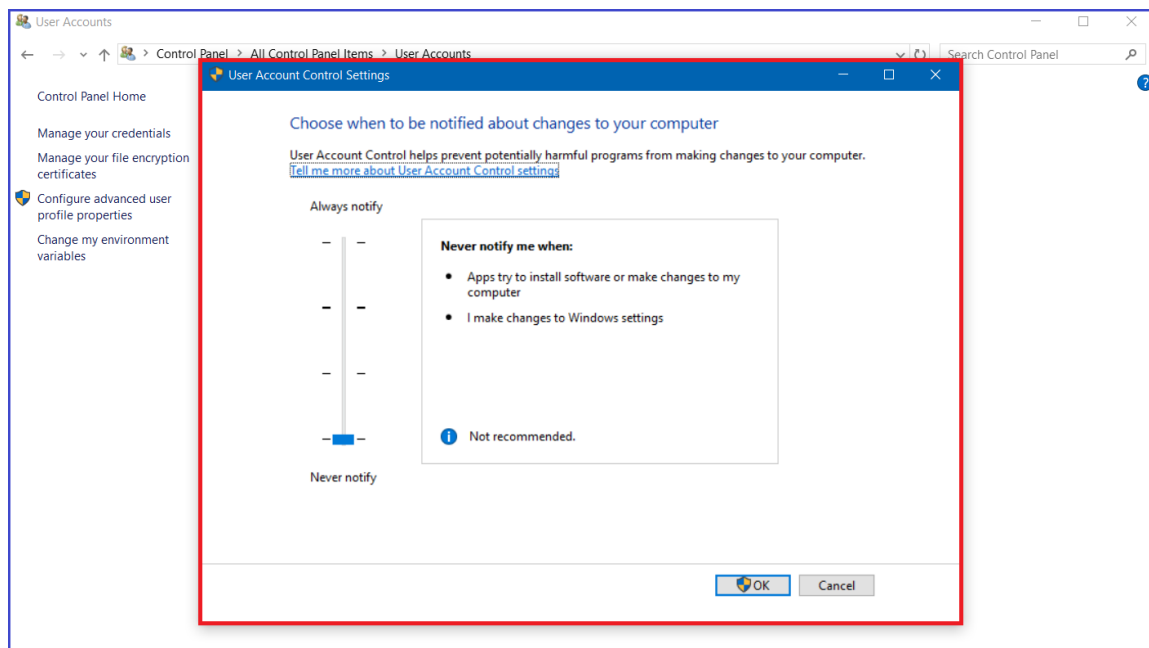 User Accounts
Control Panel > All Control Panel Items > User Accounts
Search Control Panel
User Account Control Settings
Control Panel Home
Manage your credentials
Manage your file encryption
certificates
Configure advanced user
profile properties
Change my environment
variables
Choose when to be notified about changes to your computer
User Account Control helps prevent potentially harmful programs from making changes to your computer.
Tell me more about User Account Control settings
Always notify
Never notify me when:
• Apps try to install software or make changes to my
computer
• I make changes to Windows settings
Not recommended.
Never notify
OK
Cancel